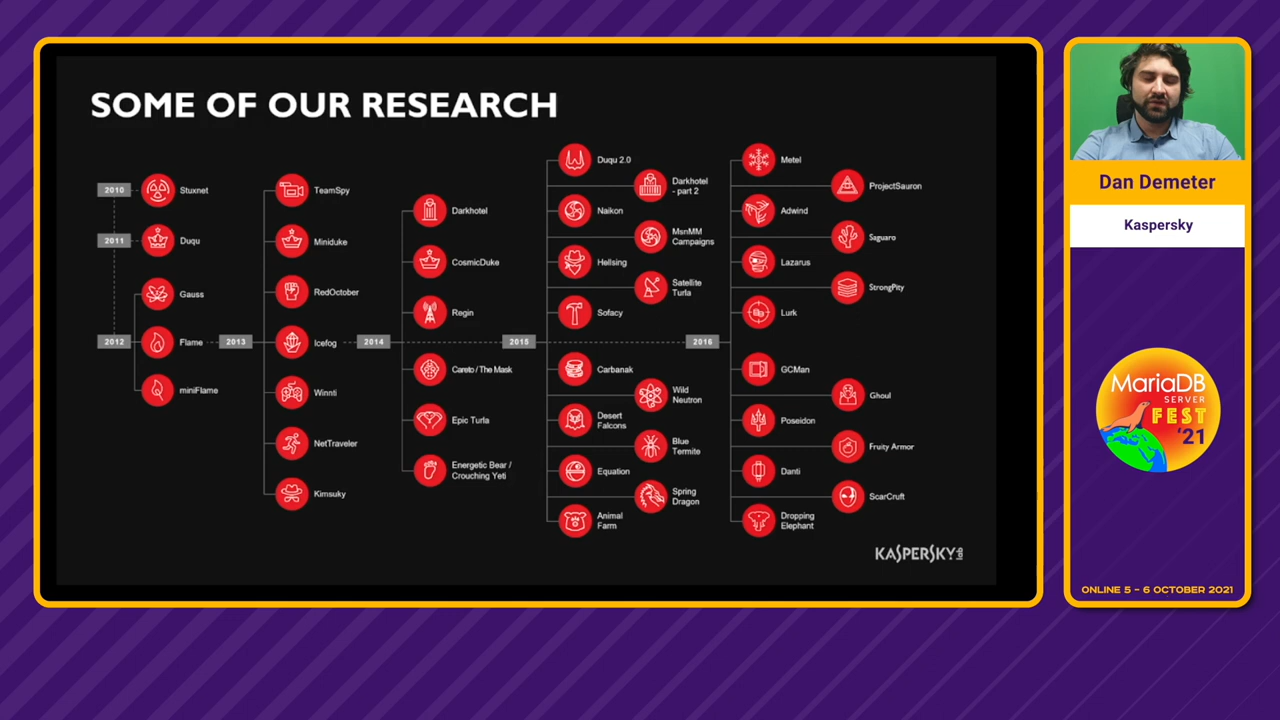 SOME OF OUR RESEARCH
2010
Stuxnet
2011
Duqu
2012
Gauss
Flame
miniFlame
2013
TeamSpy
Miniduke
RedOctober
Icefog
Winnti
NetTraveler
Kimsuky
2014
Darkhotel
CosmicDuke
Regin
Careto / The Mask
Epic Turla
Energetic Bear /
Crouching Yeti
2015
Duqu 2.0
Darkhotel
- part 2
Naikon
MsnMM
Campaigns
Hellsing
Satellite
Turla
Sofacy
Carbanak
Wild
Neutron
Desert
Falcons
Blue
Termite
Equation
Spring
Dragon
Animal
Farm
2016
Metel
ProjectSauron
Adwind
Saguaro
Lazarus
StrongPity
Lurk
GCMan
Ghoul
Poseidon
Fruity Armor
Danti
ScarCruft
Dropping
Elephant
KASPERSKY lab
Dan Demeter
Kaspersky
MariaDB
SERVER
FEST
'21
ONLINE 5 - 6 OCTOBER 2021